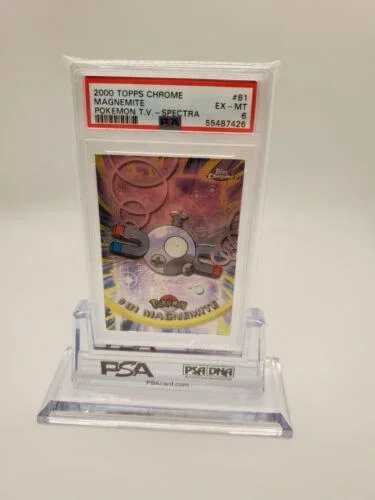 2000 TOPPS CHROME #81
MAGNEMITE EX-MT
POKEMON T.V.-SPECTRA 6
PSA 55487426
Topps Chrome
POKéMON
#81 MAGNEMITE
PSA PSA/DNA
PSAcard.com